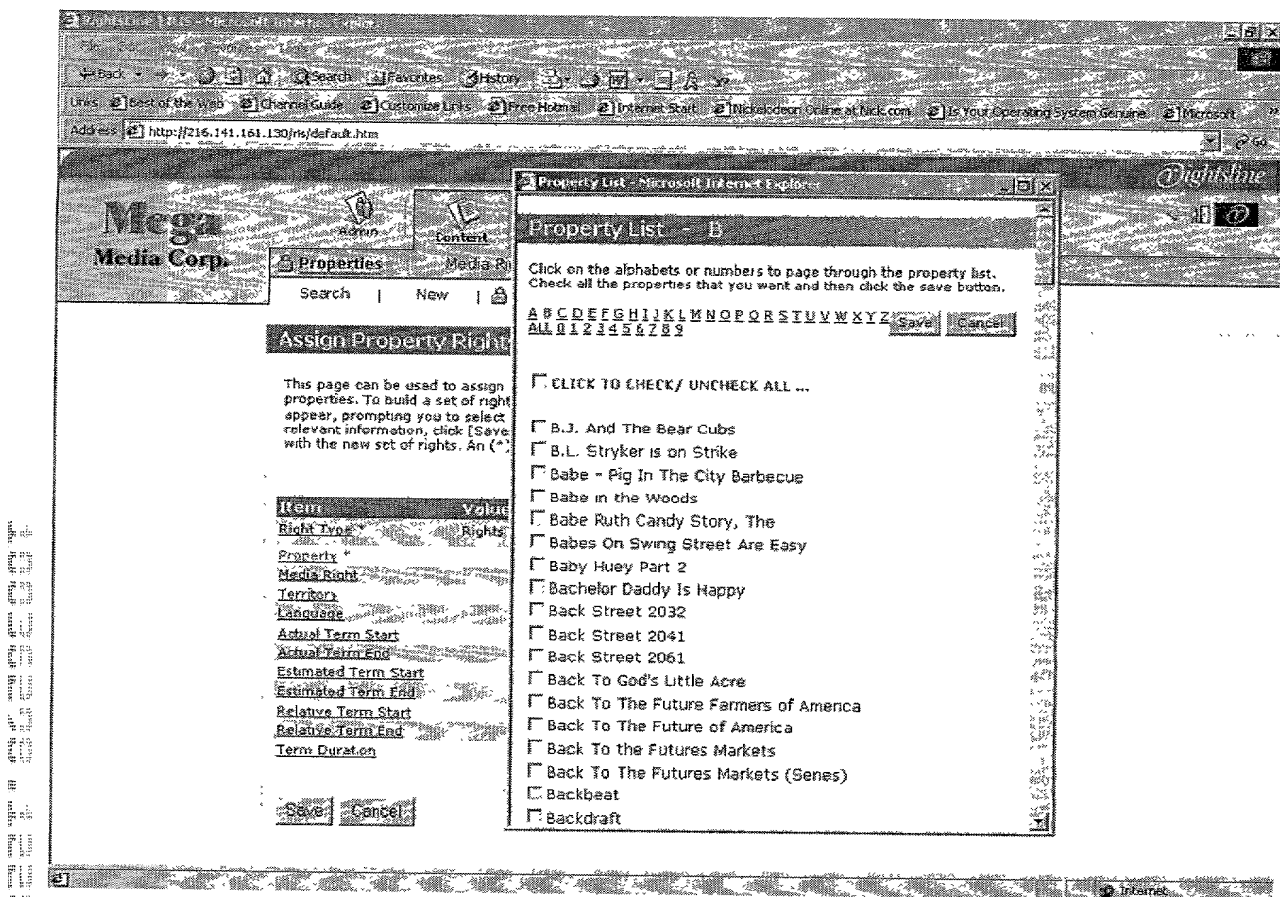 Rightsline
File
Back Search Favorites History
Links Best of the Web Channel Guide Customize Links Free Hotmail Internet Start Nickelodeon Online at Nick.com Is Your Operating System Genuine Microsoft
Address http://216.141.161.130/ris/default.htm Go
Rightsline
Mega
Media Corp.
Admin
Content
Properties Media Ri
Search | New |
Assign Property Right
This page can be used to assign
properties. To build a set of right
appear, prompting you to select
relevant information, click [Save
with the new set of rights. An (*)
Item Value
Right Type * Rights
Property *
Media Right
Territory
Language
Actual Term Start
Actual Term End
Estimated Term Start
Estimated Term End
Relative Term Start
Relative Term End
Term Duration
Save Cancel
Property List - Microsoft Internet Explorer
Property List - B
Click on the alphabets or numbers to page through the property list.
Check all the properties that you want and then click the save button.
A B C D E F G H I J K L M N O P Q R S T U V W X Y Z
ALL 0 1 2 3 4 5 6 7 8 9
Save Cancel
CLICK TO CHECK/ UNCHECK ALL ...
B.J. And The Bear Cubs
B.L. Stryker is on Strike
Babe - Pig In The City Barbecue
Babe in the Woods
Babe Ruth Candy Story, The
Babes On Swing Street Are Easy
Baby Huey Part 2
Bachelor Daddy Is Happy
Back Street 2032
Back Street 2041
Back Street 2061
Back To God's Little Acre
Back To The Future Farmers of America
Back To The Future of America
Back To the Futures Markets
Back To The Futures Markets (Series)
Backbeat
Backdraft
Internet